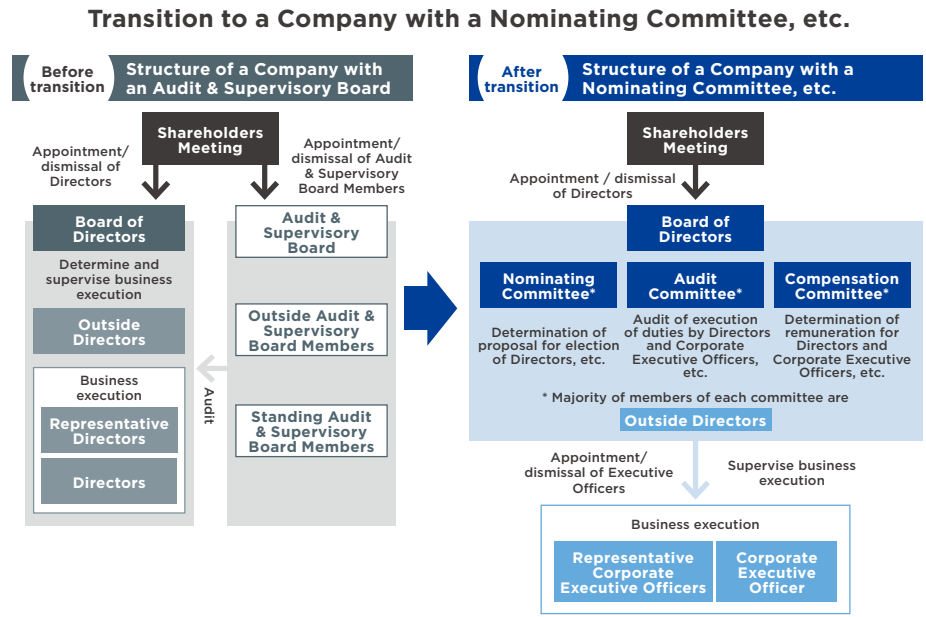 Transition to a Company with a Nominating Committee, etc.
Before
transition
Structure of a Company with
an Audit & Supervisory Board
Shareholders
Meeting
Appointment/
dismissal of
Directors
Appointment/
dismissal of Audit
& Supervisory
Board Members
Board of
Directors
Determine and
supervise business
execution
Outside
Directors
Business
execution
Representative
Directors
Directors
Audit
Audit &
Supervisory
Board
Outside Audit &
Supervisory
Board Members
Standing Audit
& Supervisory
Board Members
After
transition
Structure of a Company with a
Nominating Committee, etc.
Shareholders
Meeting
Appointment / dismissal
of Directors
Board of
Directors
Nominating
Committee*
Determination of
proposal for election
of Directors, etc.
Audit
Committee*
Audit of execution
of duties by Directors
and Corporate
Executive Officers,
etc.
Compensation
Committee*
Determination of
remuneration for
Directors and
Corporate Executive
Officers, etc.
* Majority of members of each committee are
Outside Directors
Appointment/
dismissal of Executive
Officers
Supervise business
execution
Business execution
Representative
Corporate
Executive Officers
Corporate
Executive
Officer